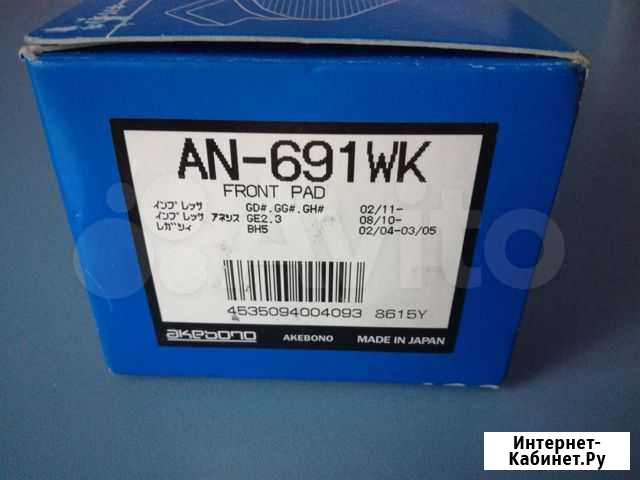 AN-691WK
FRONT PAD
インプレッサ GD#.GG#.GH# 02/11-
インプレッサ アネシス GE2.3 08/10-
レガシィ BH5 02/04-03/05
4535094004093 8615Y
akebono AKEBONO MADE IN JAPAN
Avito
Интернет-
Кабинет.Ру